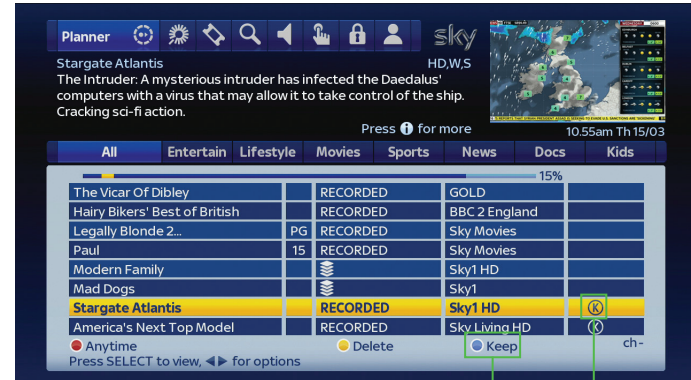 Planner
sky
Stargate Atlantis HD,W,S
The Intruder: A mysterious intruder has infected the Daedalus'
computers with a virus that may allow it to take control of the ship.
Cracking sci-fi action.
Press i for more
10.55am Th 15/03
All Entertain Lifestyle Movies Sports News Docs Kids
15%
The Vicar Of Dibley RECORDED GOLD
Hairy Bikers' Best of British RECORDED BBC 2 England
Legally Blonde 2... PG RECORDED Sky Movies
Paul 15 RECORDED Sky Movies
Modern Family Sky1 HD
Mad Dogs Sky1
Stargate Atlantis RECORDED Sky1 HD K
America's Next Top Model RECORDED Sky Living HD K
Anytime Delete Keep ch-
Press SELECT to view, ◀▶ for options